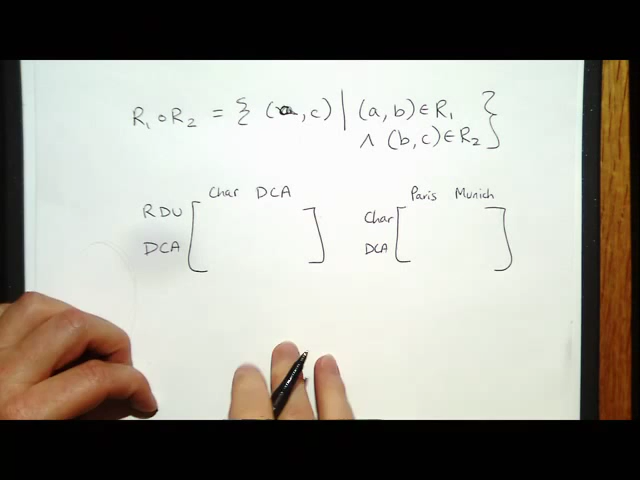 R₁ ∘ R₂ = { (a, c) | (a, b) ∈ R₁ }
∧ (b, c) ∈ R₂
Char DCA Paris Munich
RDU Char
DCA DCA